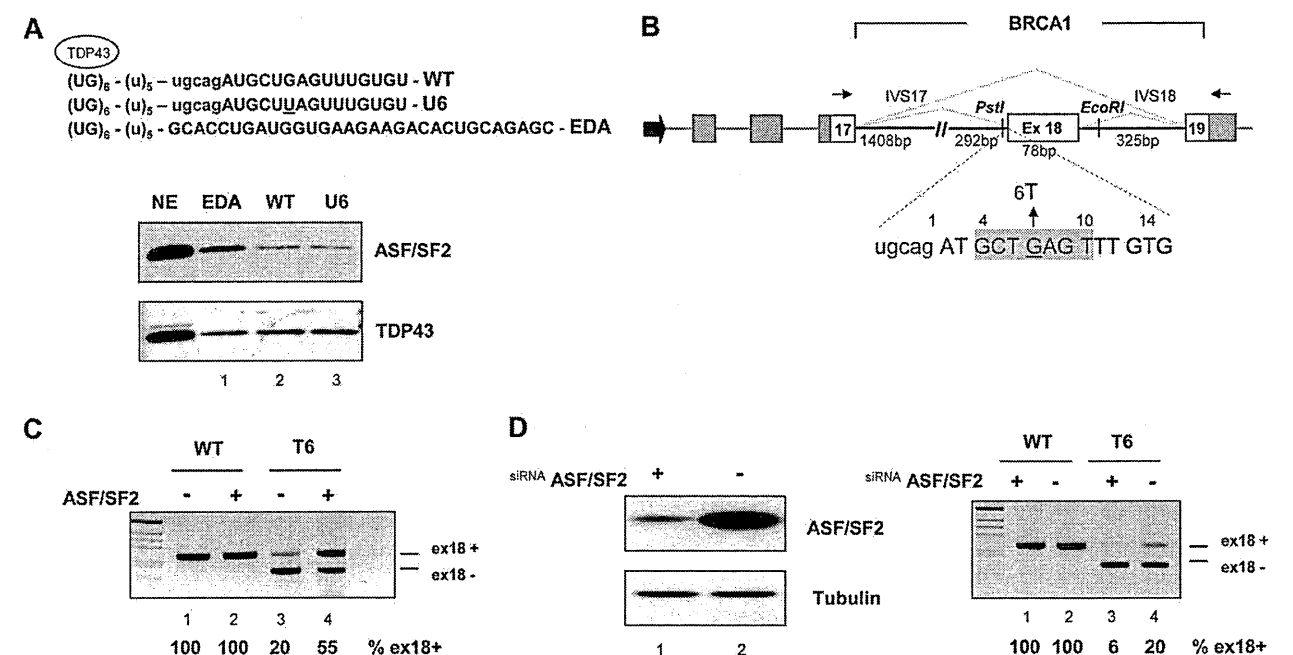 A
TDP43
(UG)6 - (u)5 – ugcagAUGCUGAGUUUGUGU - WT
(UG)6 - (u)5 – ugcagAUGCUUAGUUUGUGU - U6
(UG)6 - (u)5 - GCACCUGAUGGUGAAGAAGACACUGCAGAGC - EDA
NE EDA WT U6
ASF/SF2
TDP43
1 2 3
B
BRCA1
IVS17 PstI EcoRI IVS18
17 Ex 18 19
1408bp // 292bp 78bp 325bp
6T
1 4 10 14
ugcag AT GCT GAG TTT GTG
C
WT T6
ASF/SF2 - + - +
ex18 +
ex18 -
1 2 3 4
100 100 20 55 % ex18+
D
siRNA ASF/SF2 + -
ASF/SF2
Tubulin
1 2
WT T6
siRNA ASF/SF2 + - + -
ex18 +
ex18 -
1 2 3 4
100 100 6 20 % ex18+